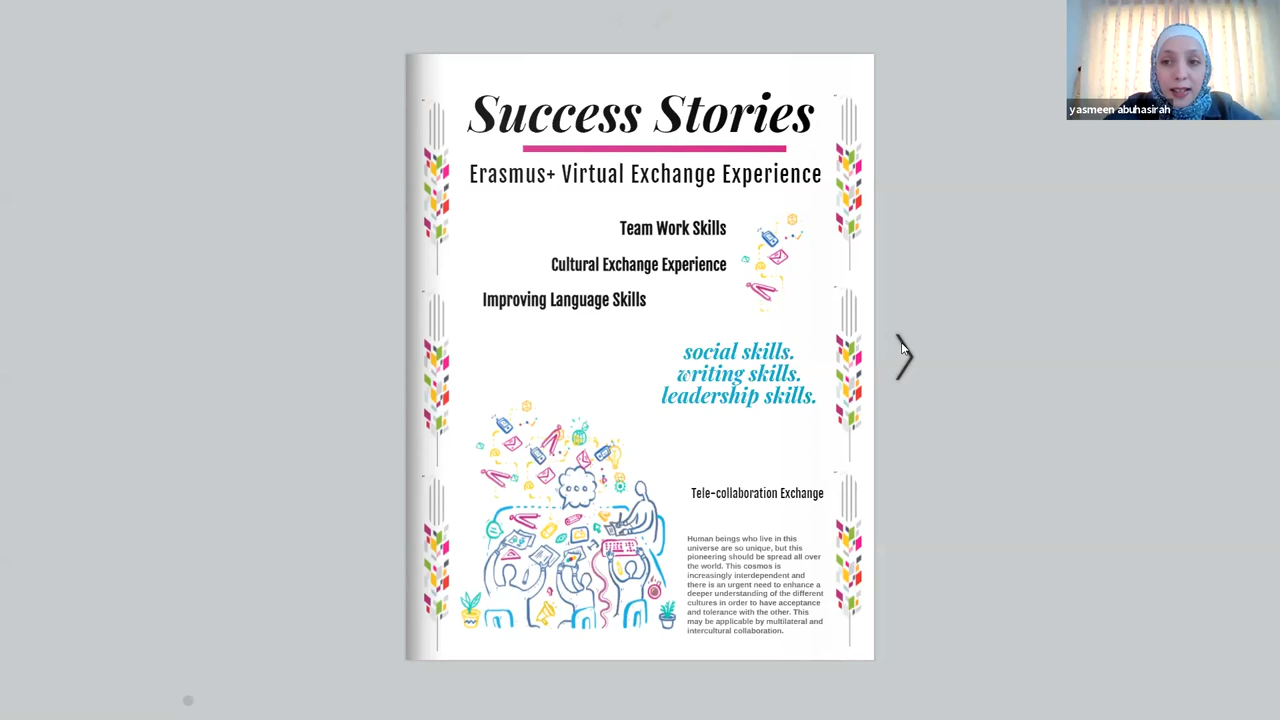 yasmeen abuhasirah
Success Stories
Erasmus+ Virtual Exchange Experience
Team Work Skills
Cultural Exchange Experience
Improving Language Skills
social skills.
writing skills.
leadership skills.
Tele-collaboration Exchange
Human beings who live in this
universe are so unique, but this
pioneering should be spread all over
the world. This cosmos is
increasingly interdependent and
there is an urgent need to enhance a
deeper understanding of the different
cultures in order to have acceptance
and tolerance with the other. This
may be applicable by multilateral and
intercultural collaboration.